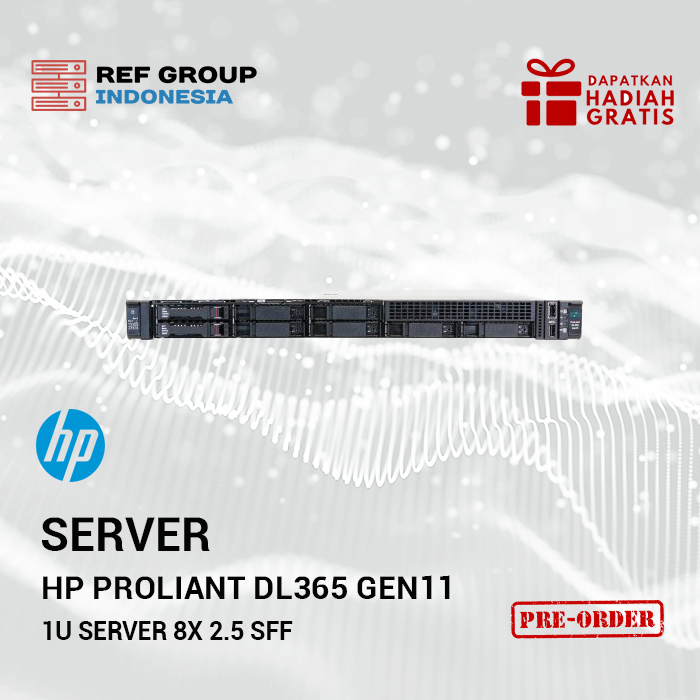 REF GROUP
INDONESIA
DAPATKAN
HADIAH
GRATIS
hp
SERVER
HP PROLIANT DL365 GEN11
1U SERVER 8X 2.5 SFF
PRE-ORDER